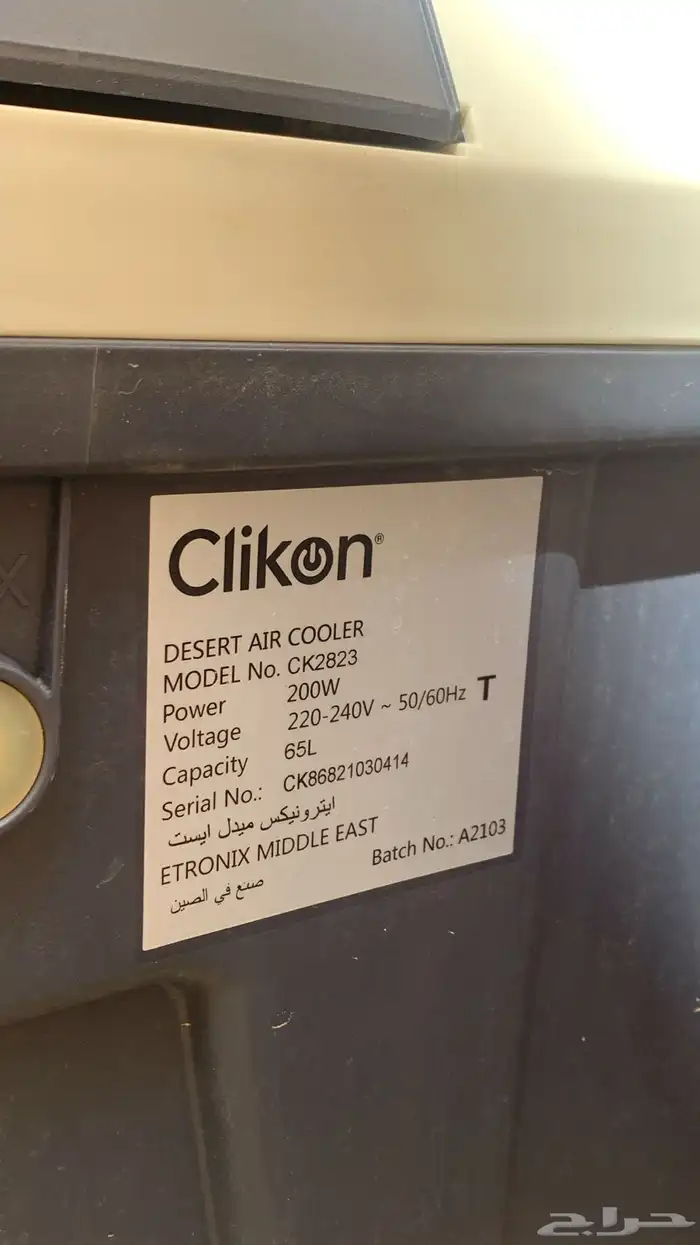 Clikon®
DESERT AIR COOLER
MODEL No. CK2823
Power 200W
Voltage 220-240V ~ 50/60Hz T
Capacity 65L
Serial No.: CK86821030414
ايترونيكس ميدل ايست
ETRONIX MIDDLE EAST
Batch No.: A2103
صنع في الصين
X
حراج